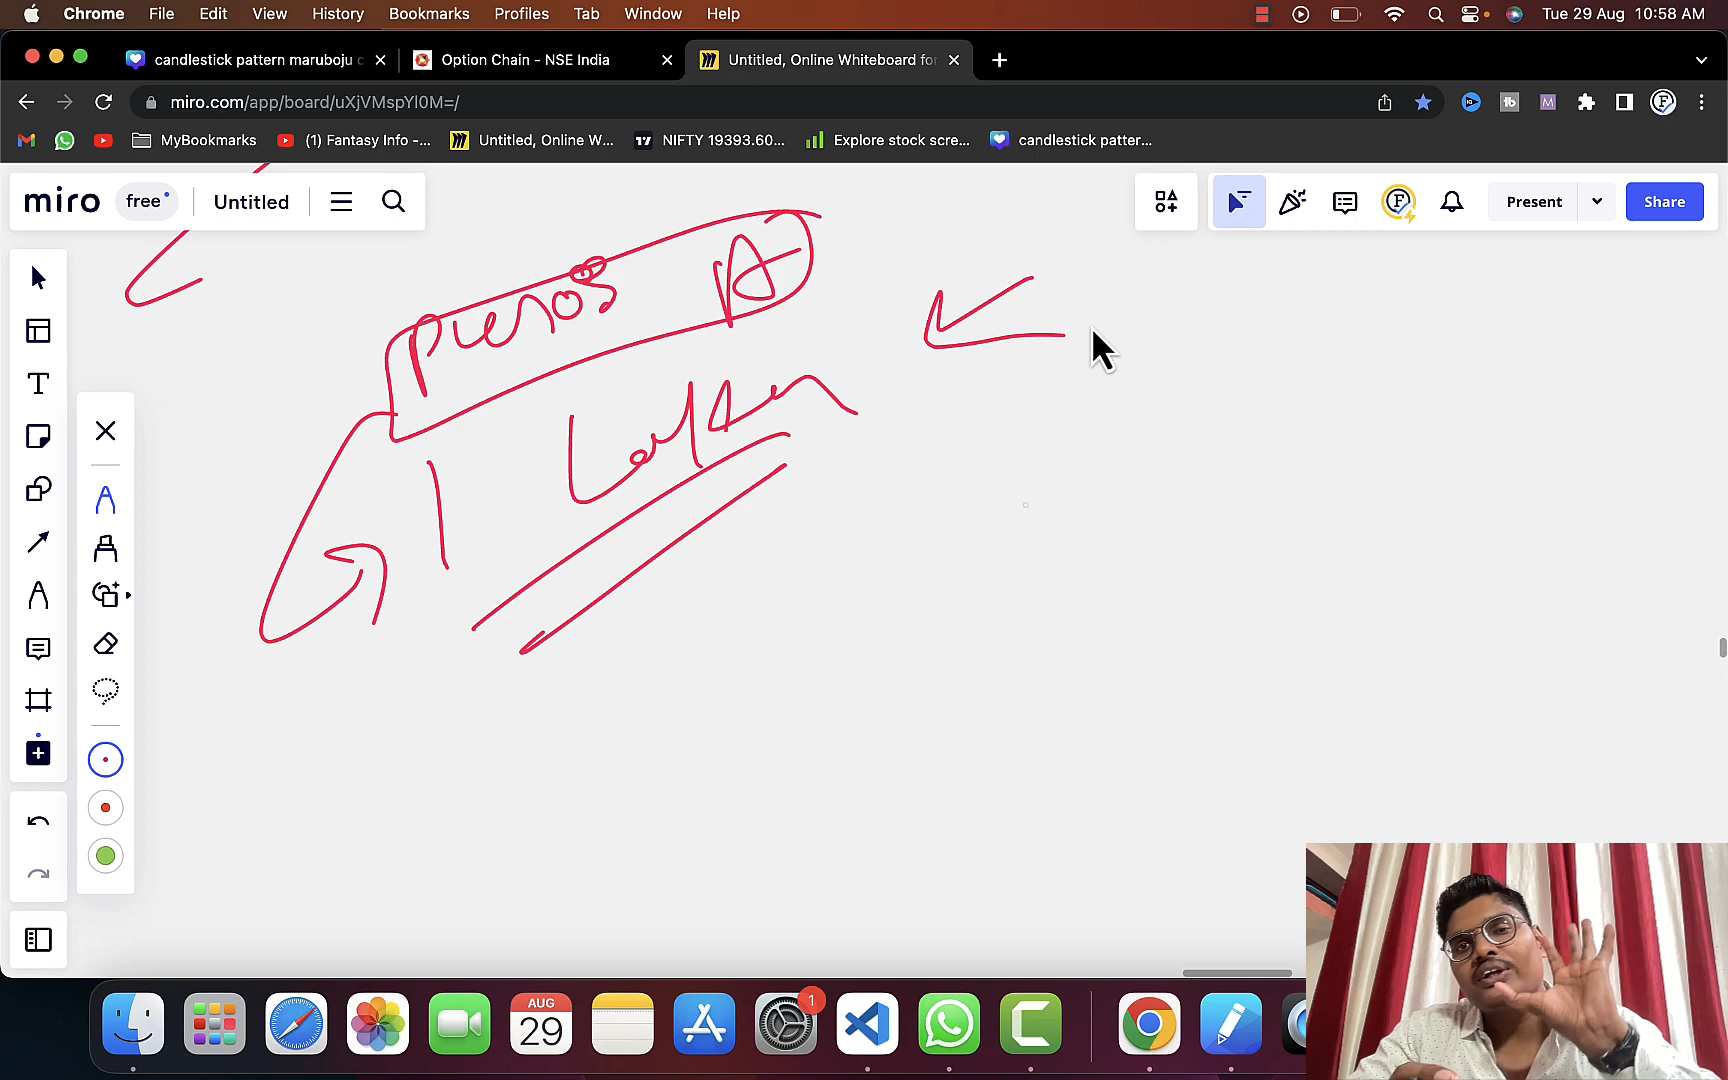 Chrome File Edit View History Bookmarks Profiles Tab Window Help Tue 29 Aug 10:58 AM
candlestick pattern maruboju c Option Chain - NSE India Untitled, Online Whiteboard for
miro.com/app/board/uXjVMspYl0M=/
MyBookmarks (1) Fantasy Info -... Untitled, Online W... NIFTY 19393.60... Explore stock scre... candlestick patter...
miro free Untitled Present Share
person A
AUG
29
1